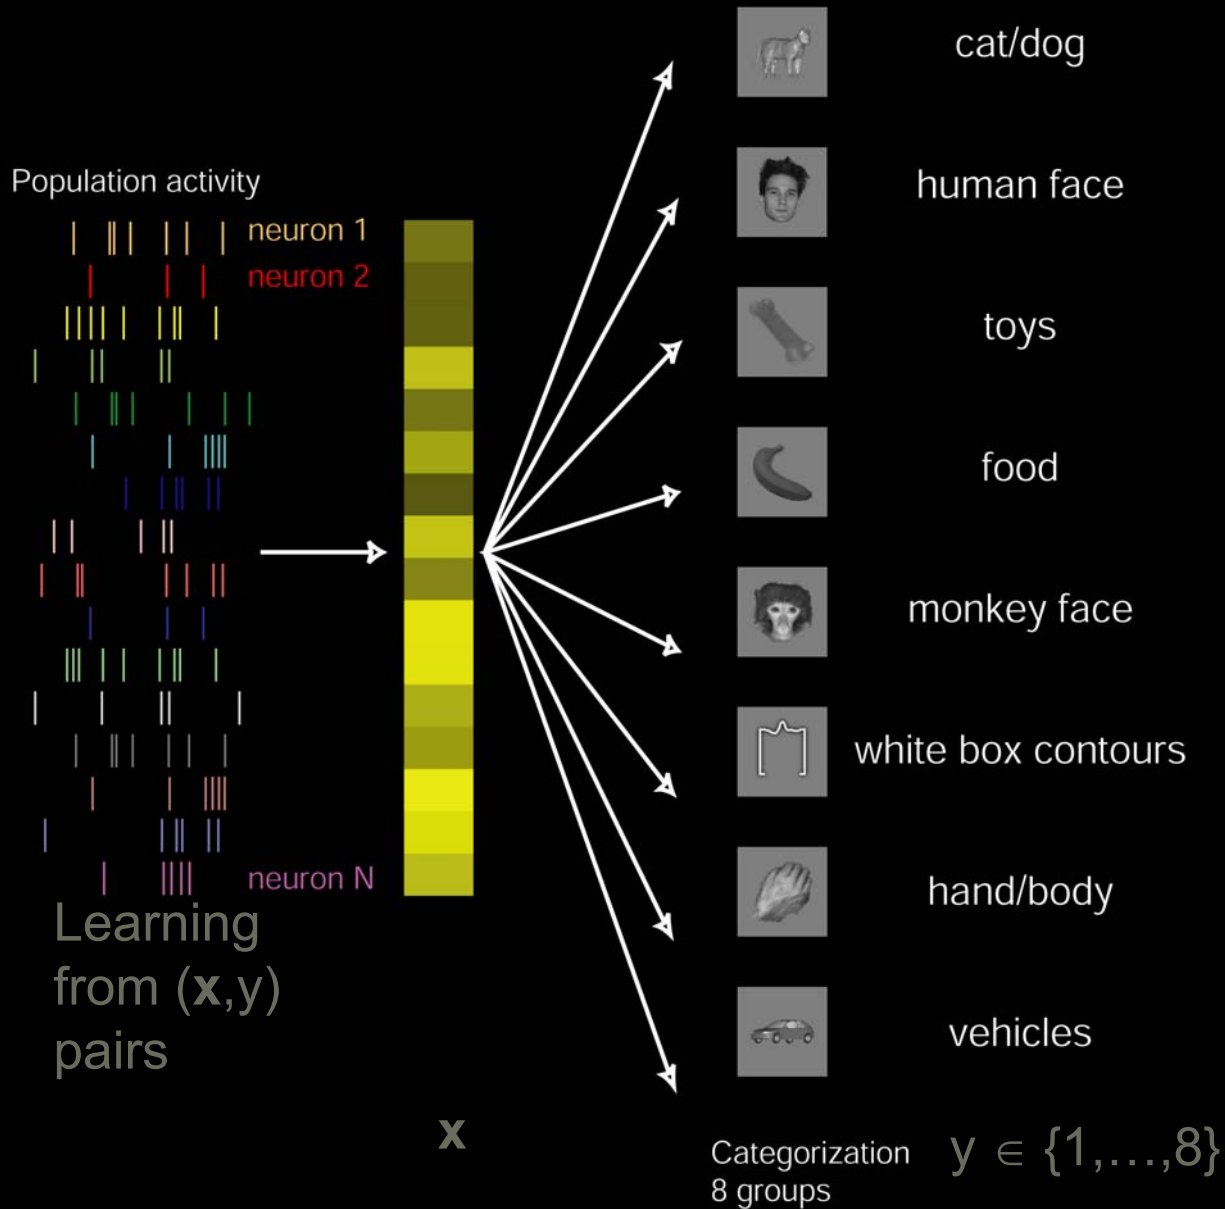 Population activity
neuron 1
neuron 2
neuron N
Learning
from (x,y)
pairs
x
cat/dog
human face
toys
food
monkey face
white box contours
hand/body
vehicles
Categorization
8 groups
y ∈ {1,…,8}